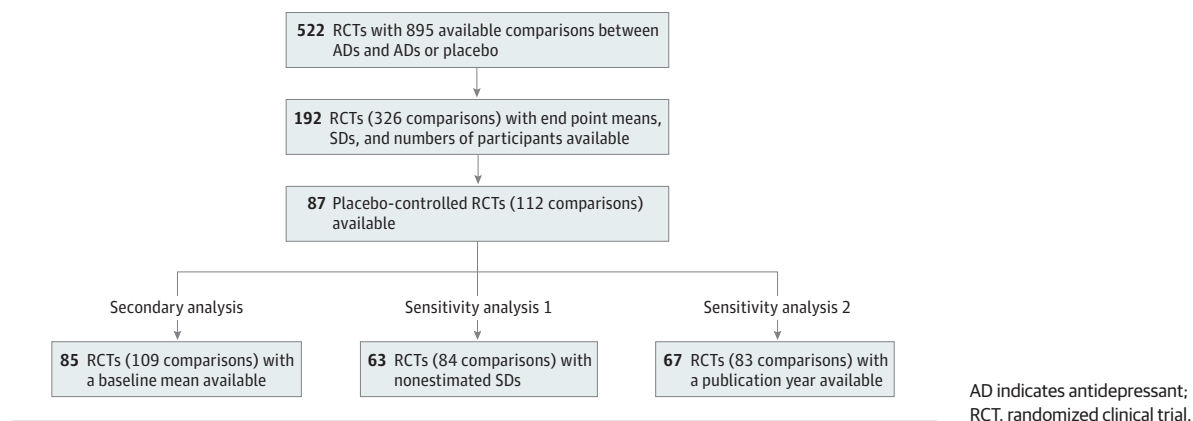 522 RCTs with 895 available comparisons between
ADs and ADs or placebo
192 RCTs (326 comparisons) with end point means,
SDs, and numbers of participants available
87 Placebo-controlled RCTs (112 comparisons)
available
Secondary analysis
85 RCTs (109 comparisons) with
a baseline mean available
Sensitivity analysis 1
63 RCTs (84 comparisons) with
nonestimated SDs
Sensitivity analysis 2
67 RCTs (83 comparisons) with
a publication year available
AD indicates antidepressant;
RCT, randomized clinical trial.